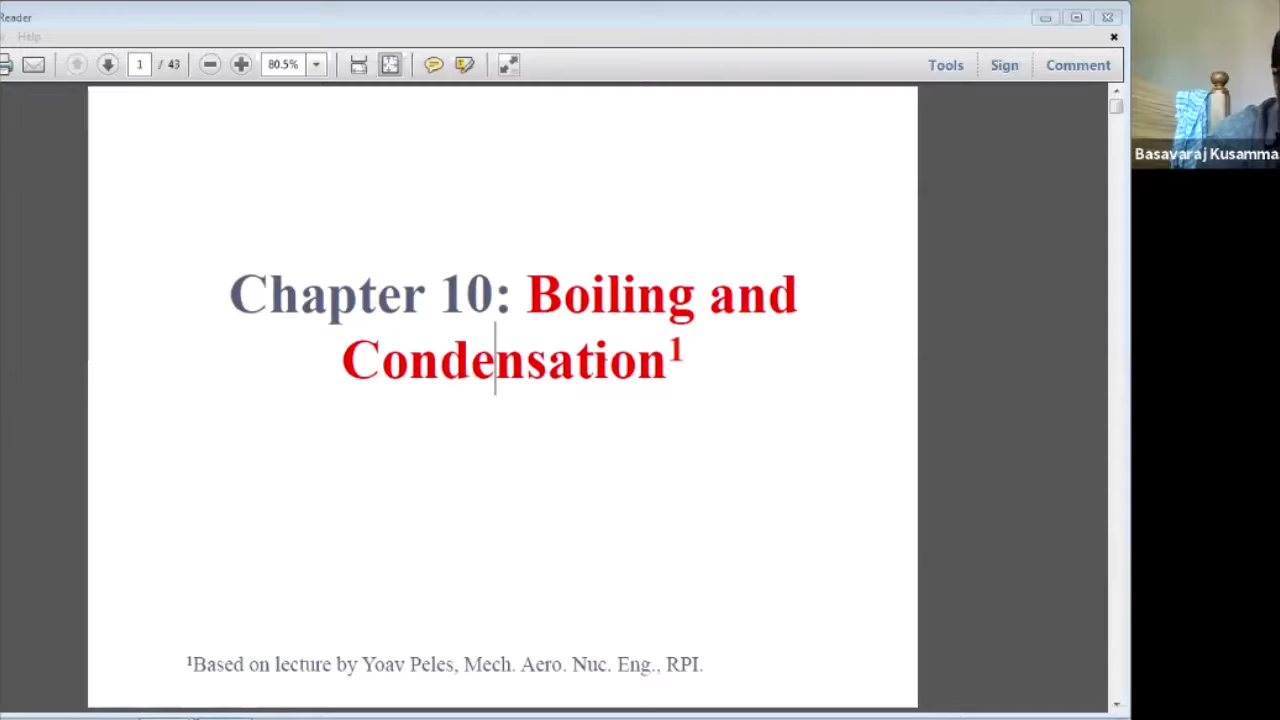 Reader
Help
1 / 43 80.5% Tools Sign Comment
Basavaraj Kusamma
Chapter 10: Boiling and
Condensation¹
¹Based on lecture by Yoav Peles, Mech. Aero. Nuc. Eng., RPI.